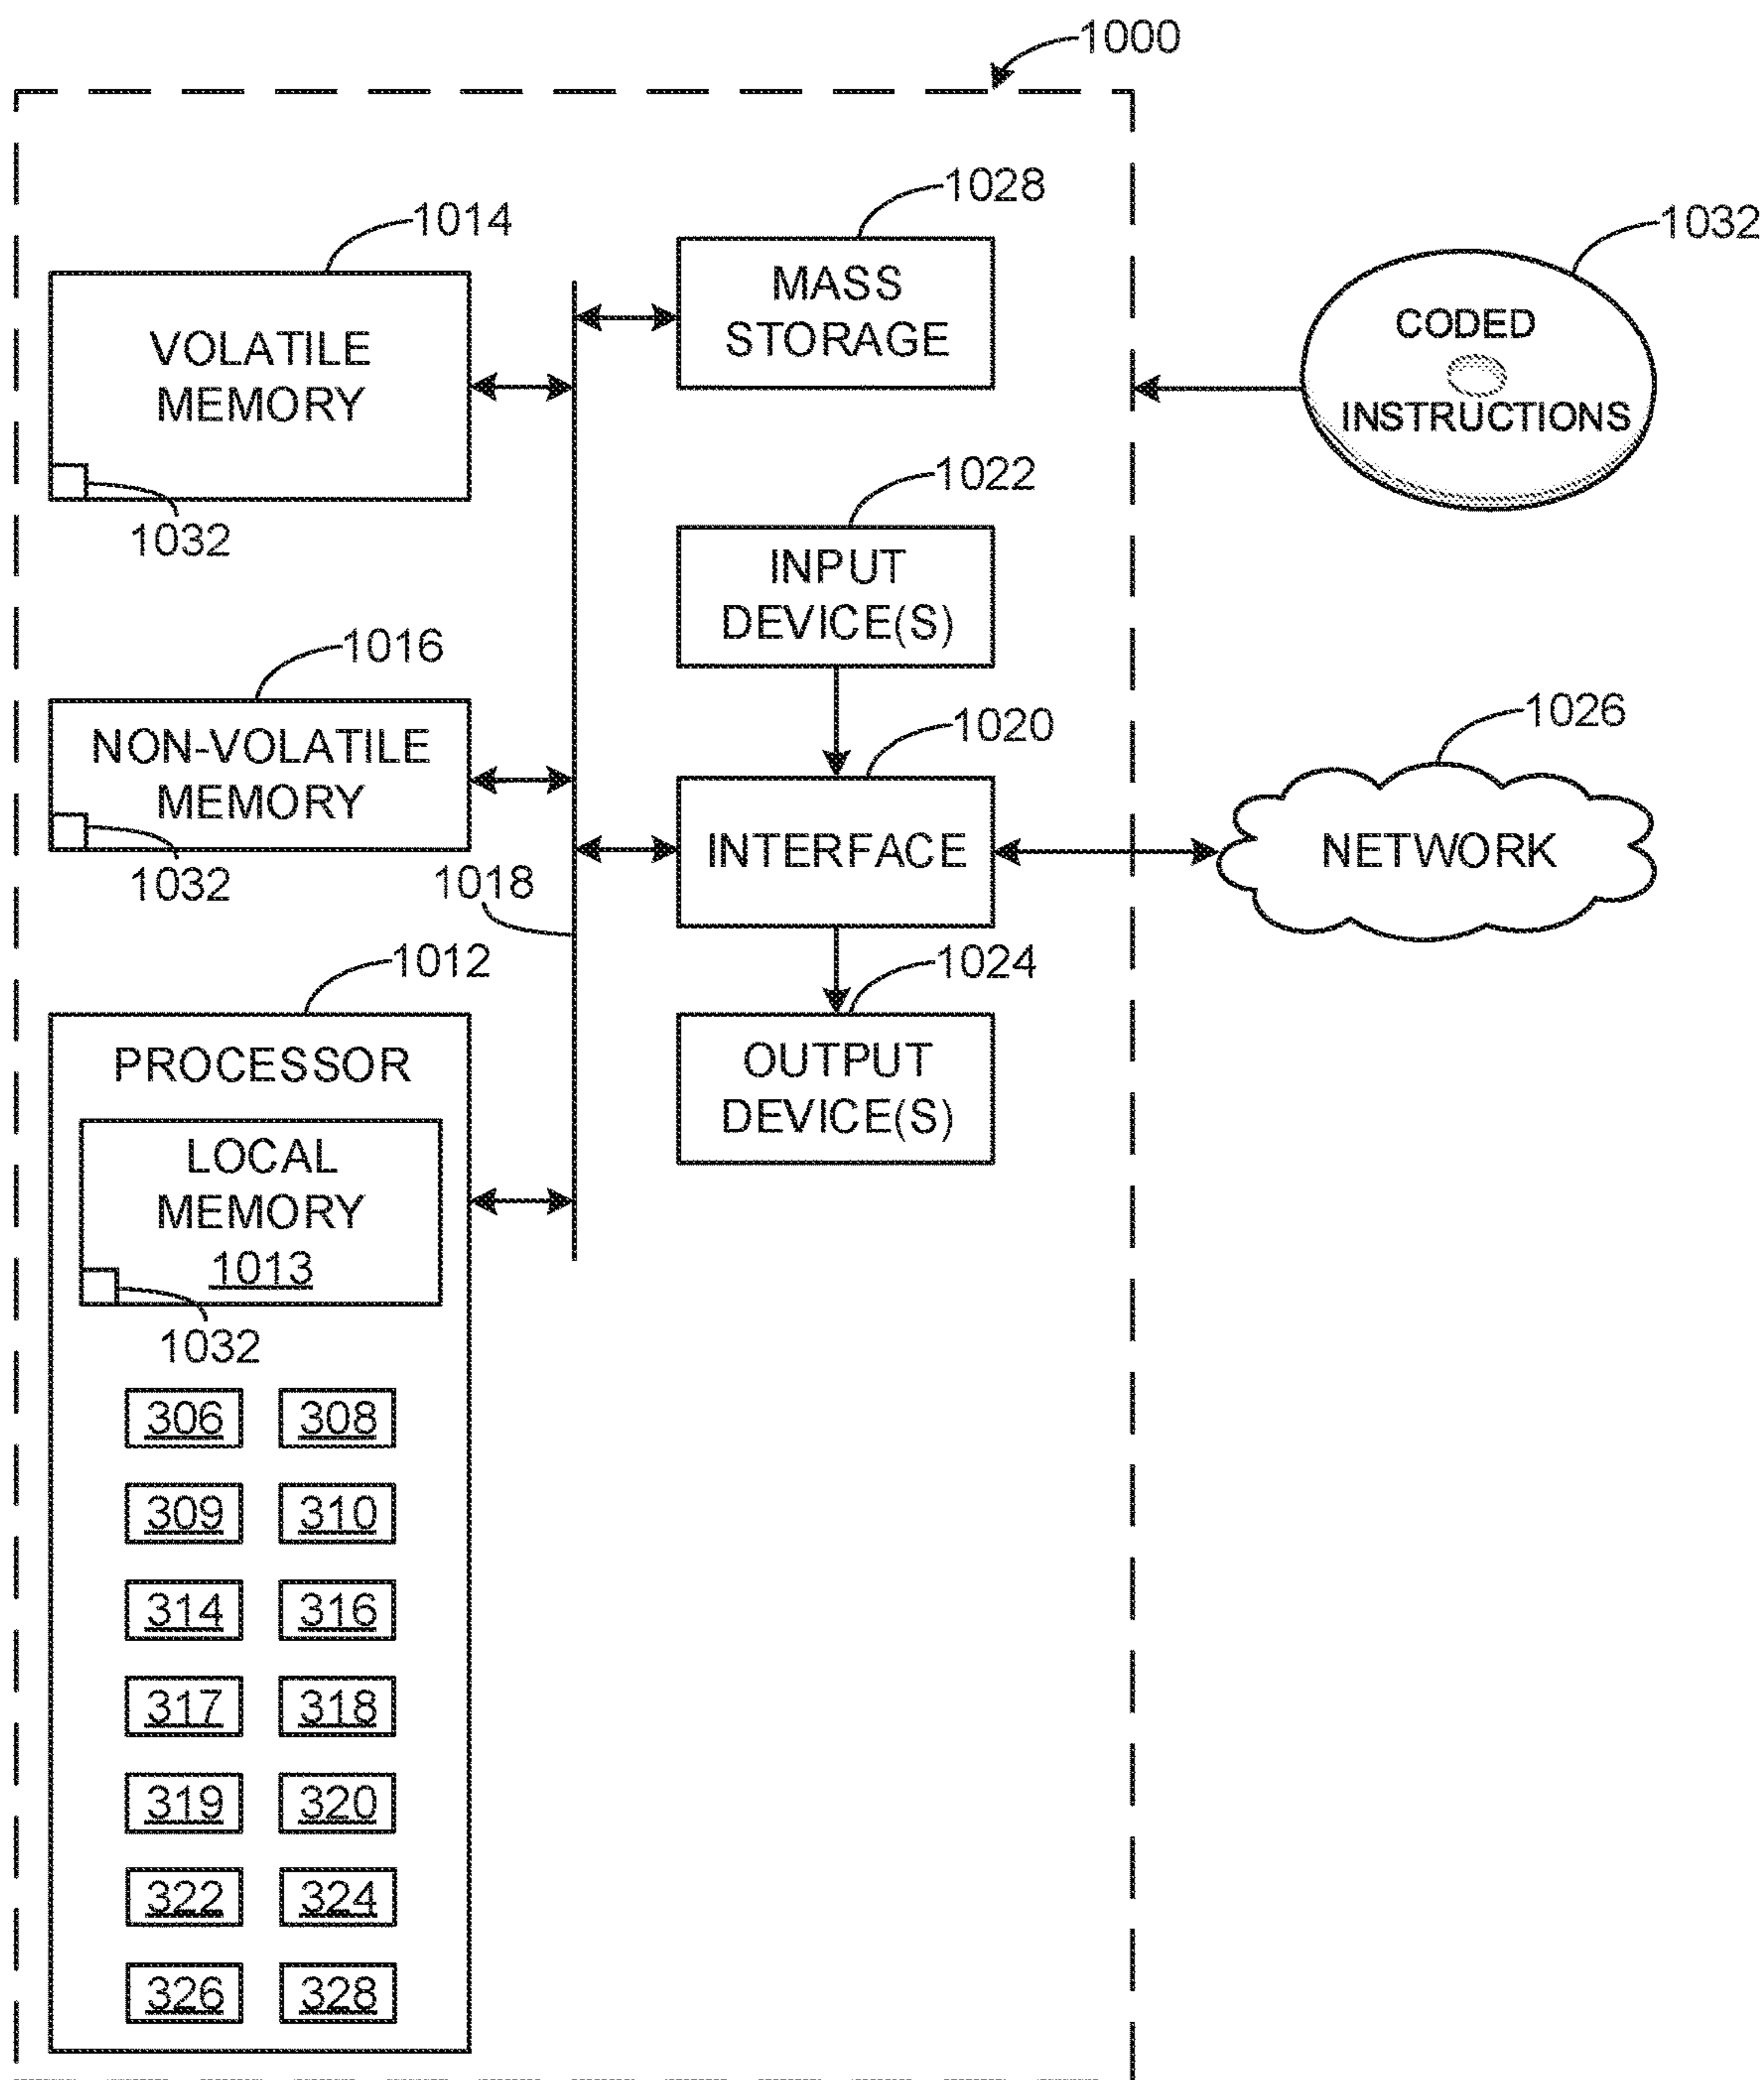 1000
1028
1014
1032
MASS
STORAGE
VOLATILE
MEMORY
CODED
INSTRUCTIONS
1032
1022
INPUT
DEVICE(S)
1016
1020
1026
NON-VOLATILE
MEMORY
INTERFACE
NETWORK
1032
1018
1012
1024
PROCESSOR
OUTPUT
DEVICE(S)
LOCAL
MEMORY
1013
1032
306 308
309 310
314 316
317 318
319 320
322 324
326 328